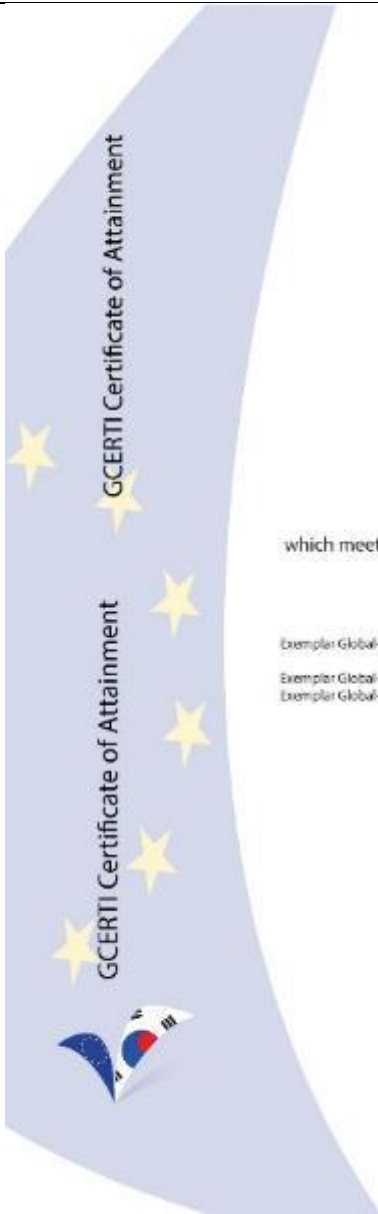 GCERTI Certificate of Attainment
GCERTI Certificate of Attainment
which meet
Exemplar Global-
Exemplar Global-
Exemplar Global-